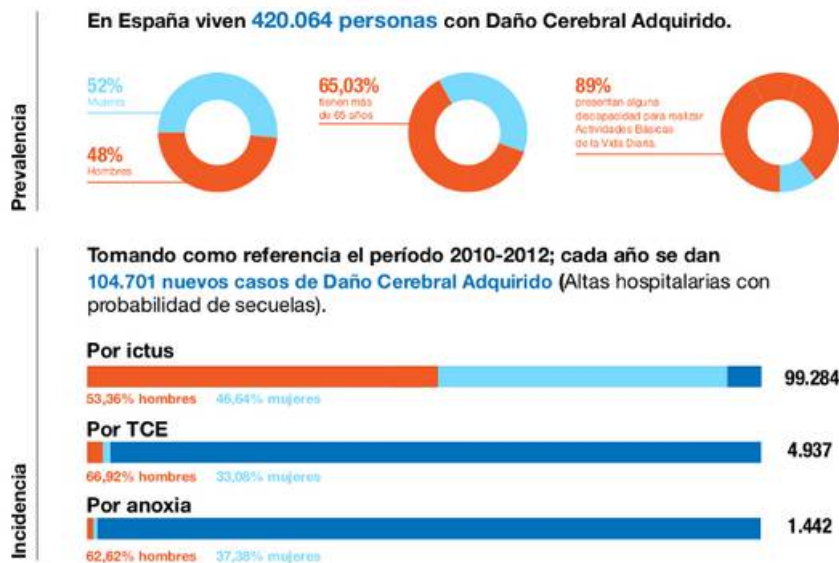 En España viven 420.064 personas con Daño Cerebral Adquirido.
Prevalencia
52%
Mujeres
48%
Hombres
65,03%
tienen más
de 65 años
89%
presentan alguna
discapacidad para realizar
Actividades Básicas
de la Vida Diaria.
Incidencia
Tomando como referencia el período 2010-2012; cada año se dan
104.701 nuevos casos de Daño Cerebral Adquirido (Altas hospitalarias con
probabilidad de secuelas).
Por ictus
99.284
53,36% hombres 46,64% mujeres
Por TCE
4.937
66,92% hombres 33,08% mujeres
Por anoxia
1.442
62,62% hombres 37,38% mujeres